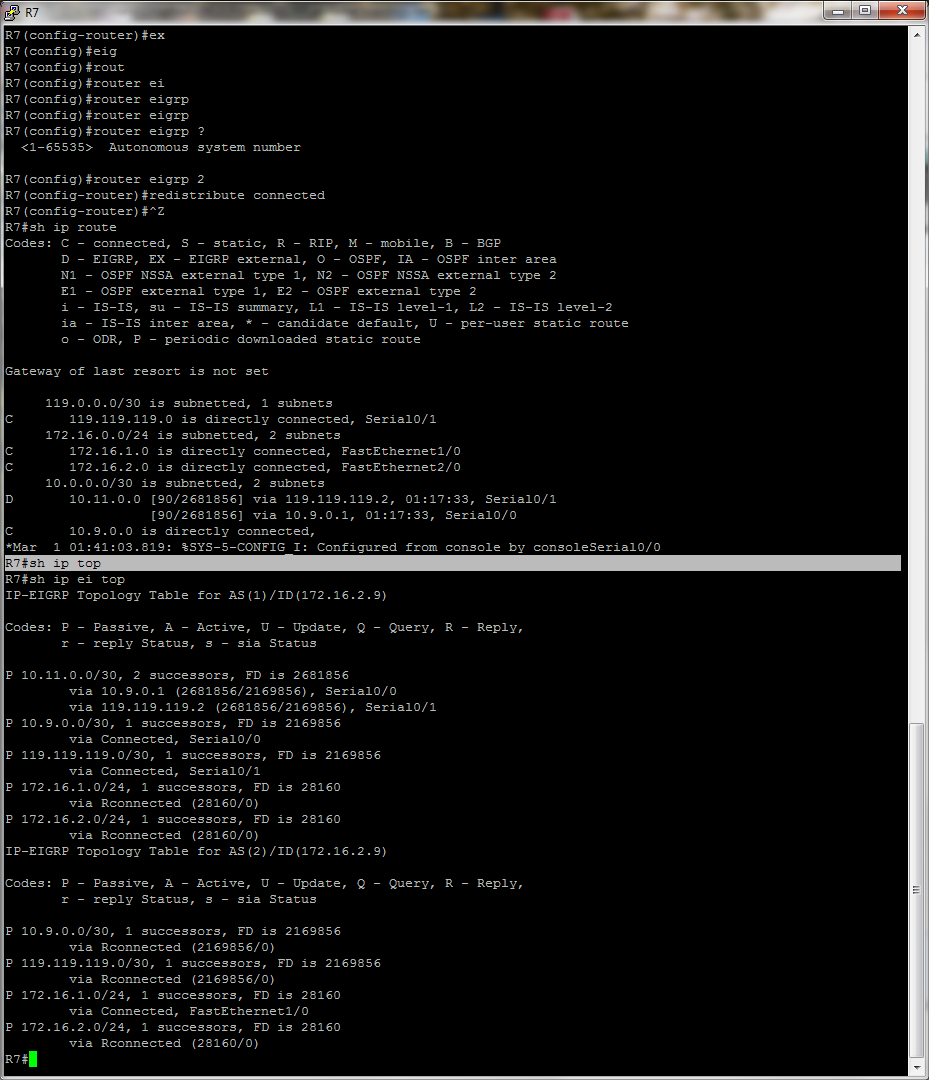 R7
R7(config-router)#ex
R7(config)#eig
R7(config)#rout
R7(config)#router ei
R7(config)#router eigrp
R7(config)#router eigrp
R7(config)#router eigrp ?
  <1-65535>  Autonomous system number

R7(config)#router eigrp 2
R7(config-router)#redistribute connected
R7(config-router)#^Z
R7#sh ip route
Codes: C - connected, S - static, R - RIP, M - mobile, B - BGP
       D - EIGRP, EX - EIGRP external, O - OSPF, IA - OSPF inter area
       N1 - OSPF NSSA external type 1, N2 - OSPF NSSA external type 2
       E1 - OSPF external type 1, E2 - OSPF external type 2
       i - IS-IS, su - IS-IS summary, L1 - IS-IS level-1, L2 - IS-IS level-2
       ia - IS-IS inter area, * - candidate default, U - per-user static route
       o - ODR, P - periodic downloaded static route

Gateway of last resort is not set

     119.0.0.0/30 is subnetted, 1 subnets
C       119.119.119.0 is directly connected, Serial0/1
     172.16.0.0/24 is subnetted, 2 subnets
C       172.16.1.0 is directly connected, FastEthernet1/0
C       172.16.2.0 is directly connected, FastEthernet2/0
     10.0.0.0/30 is subnetted, 2 subnets
D       10.11.0.0 [90/2681856] via 119.119.119.2, 01:17:33, Serial0/1
                  [90/2681856] via 10.9.0.1, 01:17:33, Serial0/0
C       10.9.0.0 is directly connected,
*Mar  1 01:41:03.819: %SYS-5-CONFIG_I: Configured from console by consoleSerial0/0
R7#sh ip top
R7#sh ip ei top
IP-EIGRP Topology Table for AS(1)/ID(172.16.2.9)

Codes: P - Passive, A - Active, U - Update, Q - Query, R - Reply,
       r - reply Status, s - sia Status

P 10.11.0.0/30, 2 successors, FD is 2681856
        via 10.9.0.1 (2681856/2169856), Serial0/0
        via 119.119.119.2 (2681856/2169856), Serial0/1
P 10.9.0.0/30, 1 successors, FD is 2169856
        via Connected, Serial0/0
P 119.119.119.0/30, 1 successors, FD is 2169856
        via Connected, Serial0/1
P 172.16.1.0/24, 1 successors, FD is 28160
        via Rconnected (28160/0)
P 172.16.2.0/24, 1 successors, FD is 28160
        via Rconnected (28160/0)
IP-EIGRP Topology Table for AS(2)/ID(172.16.2.9)

Codes: P - Passive, A - Active, U - Update, Q - Query, R - Reply,
       r - reply Status, s - sia Status

P 10.9.0.0/30, 1 successors, FD is 2169856
        via Rconnected (2169856/0)
P 119.119.119.0/30, 1 successors, FD is 2169856
        via Rconnected (2169856/0)
P 172.16.1.0/24, 1 successors, FD is 28160
        via Connected, FastEthernet1/0
P 172.16.2.0/24, 1 successors, FD is 28160
        via Rconnected (28160/0)
R7#